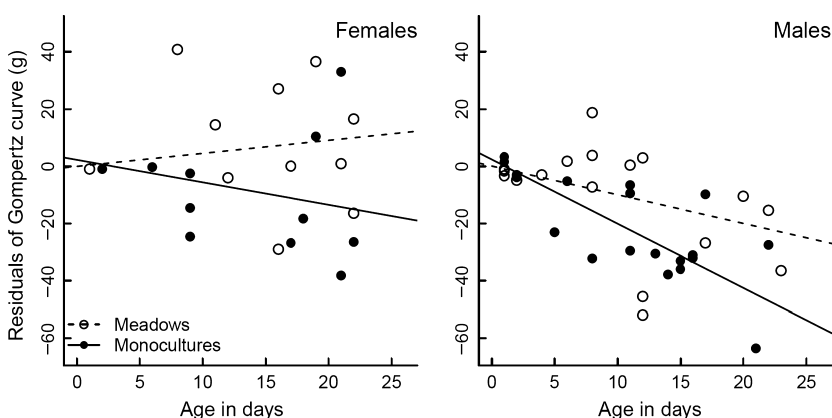 Females
Males
Residuals of Gompertz curve (g)
40
20
0
−20
−40
−60
Meadows
Monocultures
0 5 10 15 20 25
Age in days
40
20
0
−20
−40
−60
0 5 10 15 20 25
Age in days